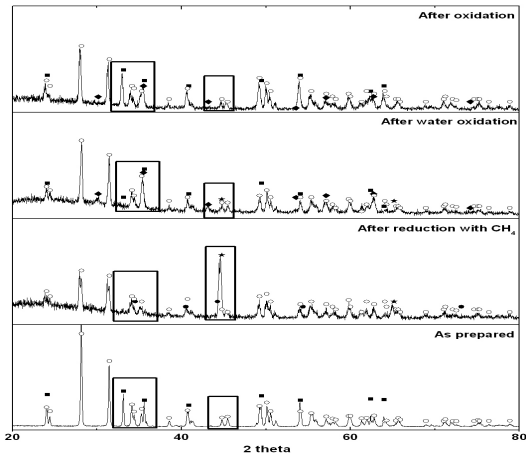 After oxidation
After water oxidation
After reduction with CH4
As prepared
20 40 60 80
2 theta